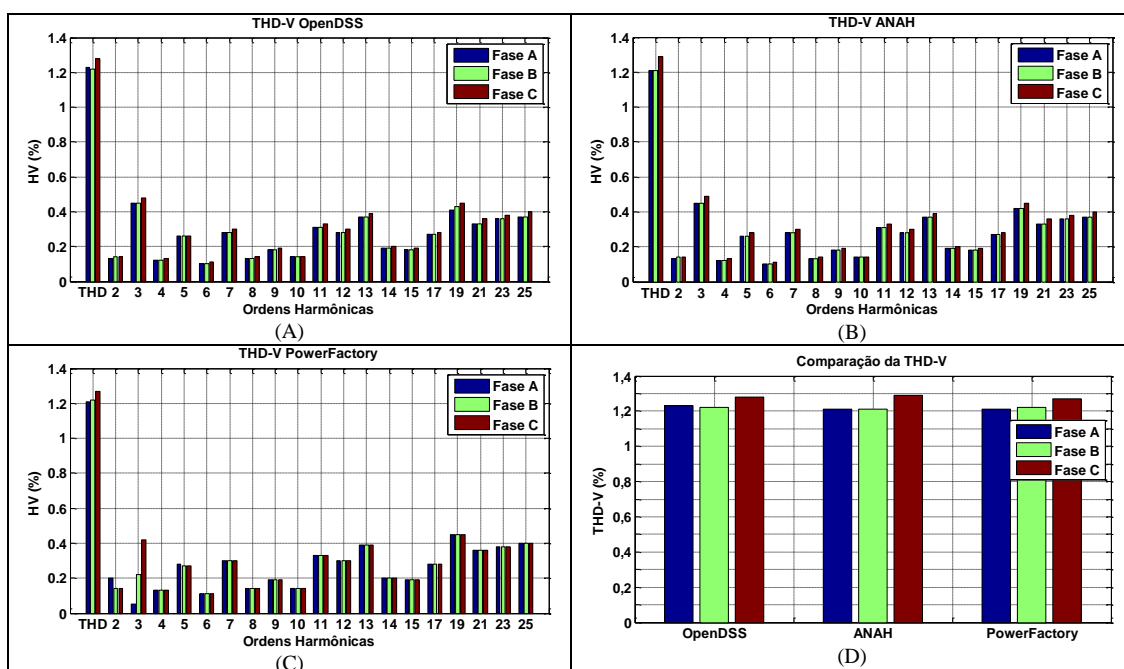 THD-V OpenDSS
1.4
1.2
1
0.8
0.6
0.4
0.2
0
HV (%)
Fase A
Fase B
Fase C
THD 2 3 4 5 6 7 8 9 10 11 12 13 14 15 17 19 21 23 25
Ordens Harmônicas
(A)
THD-V ANAH
1.4
1.2
1
0.8
0.6
0.4
0.2
0
HV (%)
Fase A
Fase B
Fase C
THD 2 3 4 5 6 7 8 9 10 11 12 13 14 15 17 19 21 23 25
Ordens Harmônicas
(B)
THD-V PowerFactory
1.4
1.2
1
0.8
0.6
0.4
0.2
0
HV (%)
Fase A
Fase B
Fase C
THD 2 3 4 5 6 7 8 9 10 11 12 13 14 15 17 19 21 23 25
Ordens Harmônicas
(C)
Comparação da THD-V
1,4
1,2
1
0,8
0,6
0,4
0,2
0
THD-V (%)
Fase A
Fase B
Fase C
OpenDSS ANAH PowerFactory
(D)